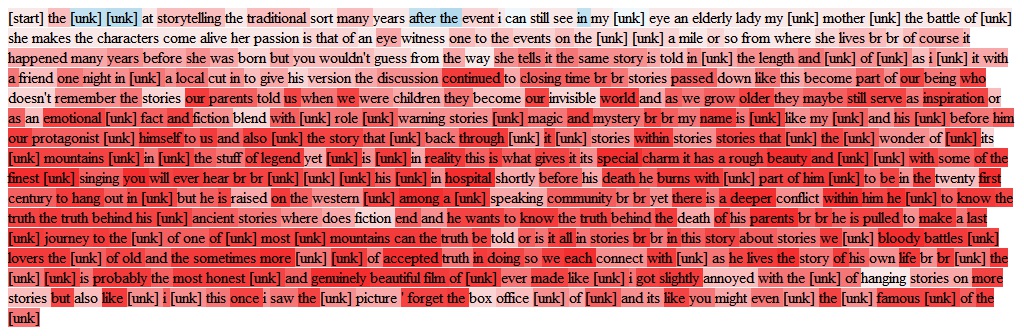 [start] the [unk] [unk] at storytelling the traditional sort many years after the event i can still see in my [unk] eye an elderly lady my [unk] mother [unk] the battle of [unk]
she makes the characters come alive her passion is that of an eye witness one to the events on the [unk] [unk] a mile or so from where she lives br br of course it
happened many years before she was born but you wouldn't guess from the way she tells it the same story is told in [unk] the length and [unk] of [unk] as i [unk] it with
a friend one night in [unk] a local cut in to give his version the discussion continued to closing time br br stories passed down like this become part of our being who
doesn't remember the stories our parents told us when we were children they become our invisible world and as we grow older they maybe still serve as inspiration or
as an emotional [unk] fact and fiction blend with [unk] role [unk] warning stories [unk] magic and mystery br br my name is [unk] like my [unk] and his [unk] before him
our protagonist [unk] himself to us and also [unk] the story that [unk] back through [unk] it [unk] stories within stories stories that [unk] the [unk] wonder of [unk] its
[unk] mountains [unk] in [unk] the stuff of legend yet [unk] is [unk] in reality this is what gives it its special charm it has a rough beauty and [unk] [unk] with some of the
finest [unk] singing you will ever hear br br [unk] [unk] [unk] his [unk] in hospital shortly before his death he burns with [unk] part of him [unk] to be in the twenty first
century to hang out in [unk] but he is raised on the western [unk] among a [unk] speaking community br br yet there is a deeper conflict within him he [unk] to know the
truth the truth behind his [unk] ancient stories where does fiction end and he wants to know the truth behind the death of his parents br br he is pulled to make a last
[unk] journey to the [unk] of one of [unk] most [unk] mountains can the truth be told or is it all in stories br br in this story about stories we [unk] bloody battles [unk]
lovers the [unk] of old and the sometimes more [unk] [unk] of accepted truth in doing so we each connect with [unk] as he lives the story of his own life br br [unk] the
[unk] [unk] is probably the most honest [unk] and genuinely beautiful film of [unk] ever made like [unk] i got slightly annoyed with the [unk] of hanging stories on more
stories but also like [unk] i [unk] this once i saw the [unk] picture ' forget the box office [unk] of [unk] and its like you might even [unk] the [unk] famous [unk] of the
[unk]